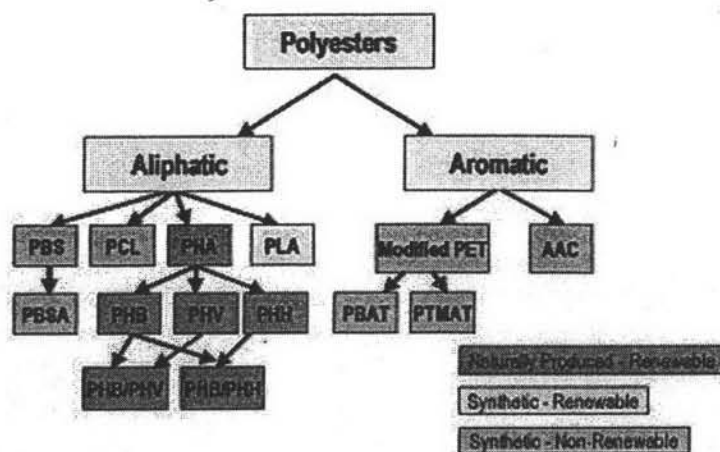 Polyesters
Aliphatic
Aromatic
PBS PCL PHA PLA
Modified PET AAC
PBSA PHB PHV PHH
PBAT PTMAT
PHB/PHV PHB/PHH
Naturally Produced - Renewable
Synthetic - Renewable
Synthetic - Non-Renewable